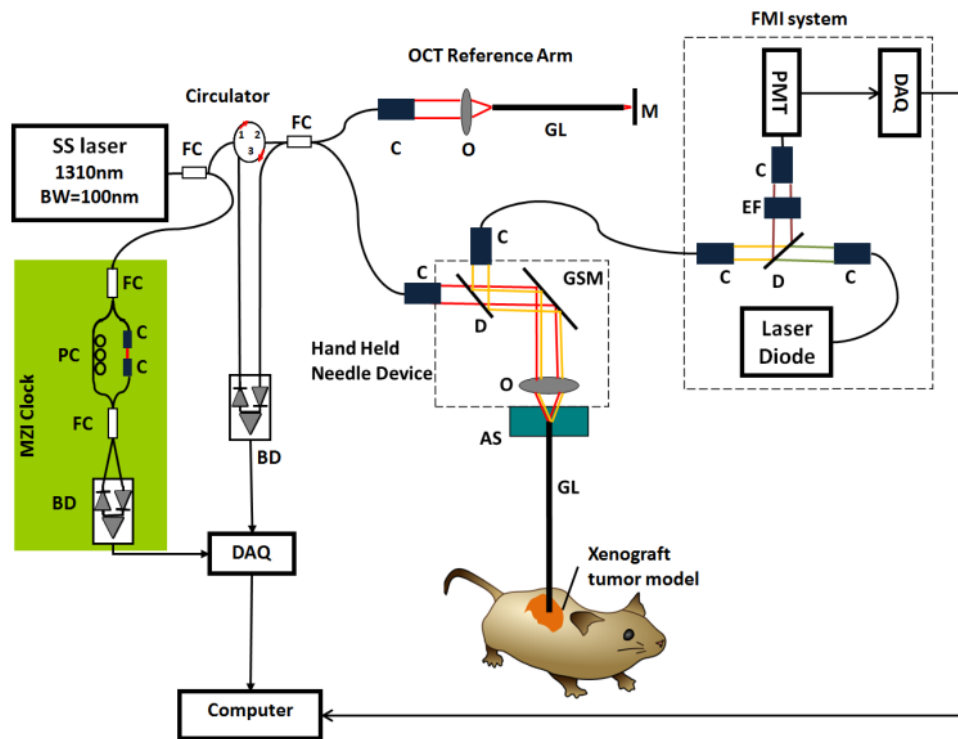 FMI system
OCT Reference Arm
PMT
DAQ
Circulator
1 2
3
FC
FC
SS laser
1310nm
BW=100nm
C
O
GL
M
C
EF
C
D
C
Laser
Diode
C
C
GSM
D
Hand Held
Needle Device
O
AS
GL
MZI Clock
FC
PC
C
C
FC
BD
BD
DAQ
Xenograft
tumor model
Computer